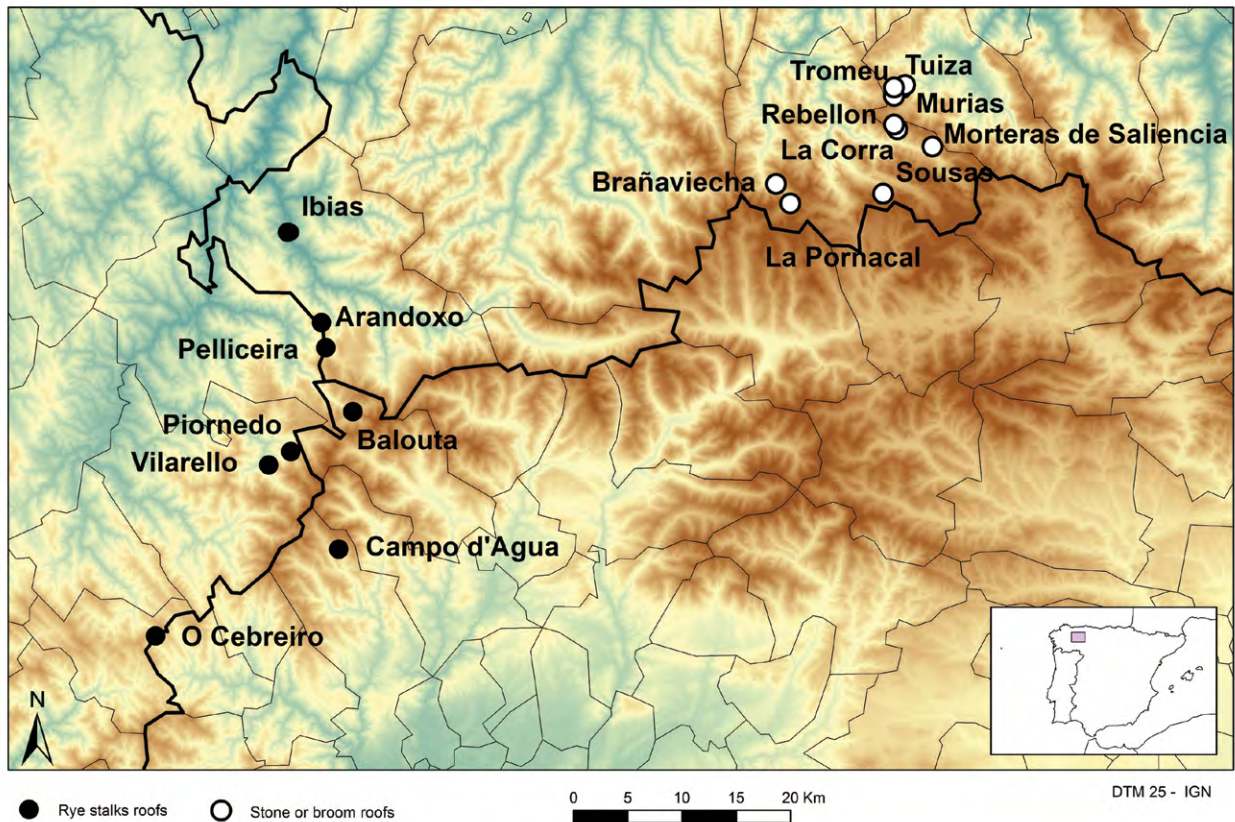 Tromeu
Tuiza
Murias
Rebellon
Morteras de Saliencia
La Corra
Sousas
Brañaviecha
Ibias
La Pornacal
Arandoxo
Pelliceira
Piornedo
Balouta
Vilarello
Campo d'Agua
O Cebreiro
N
Rye stalks roofs
Stone or broom roofs
0 5 10 15 20 Km
DTM 25 - IGN